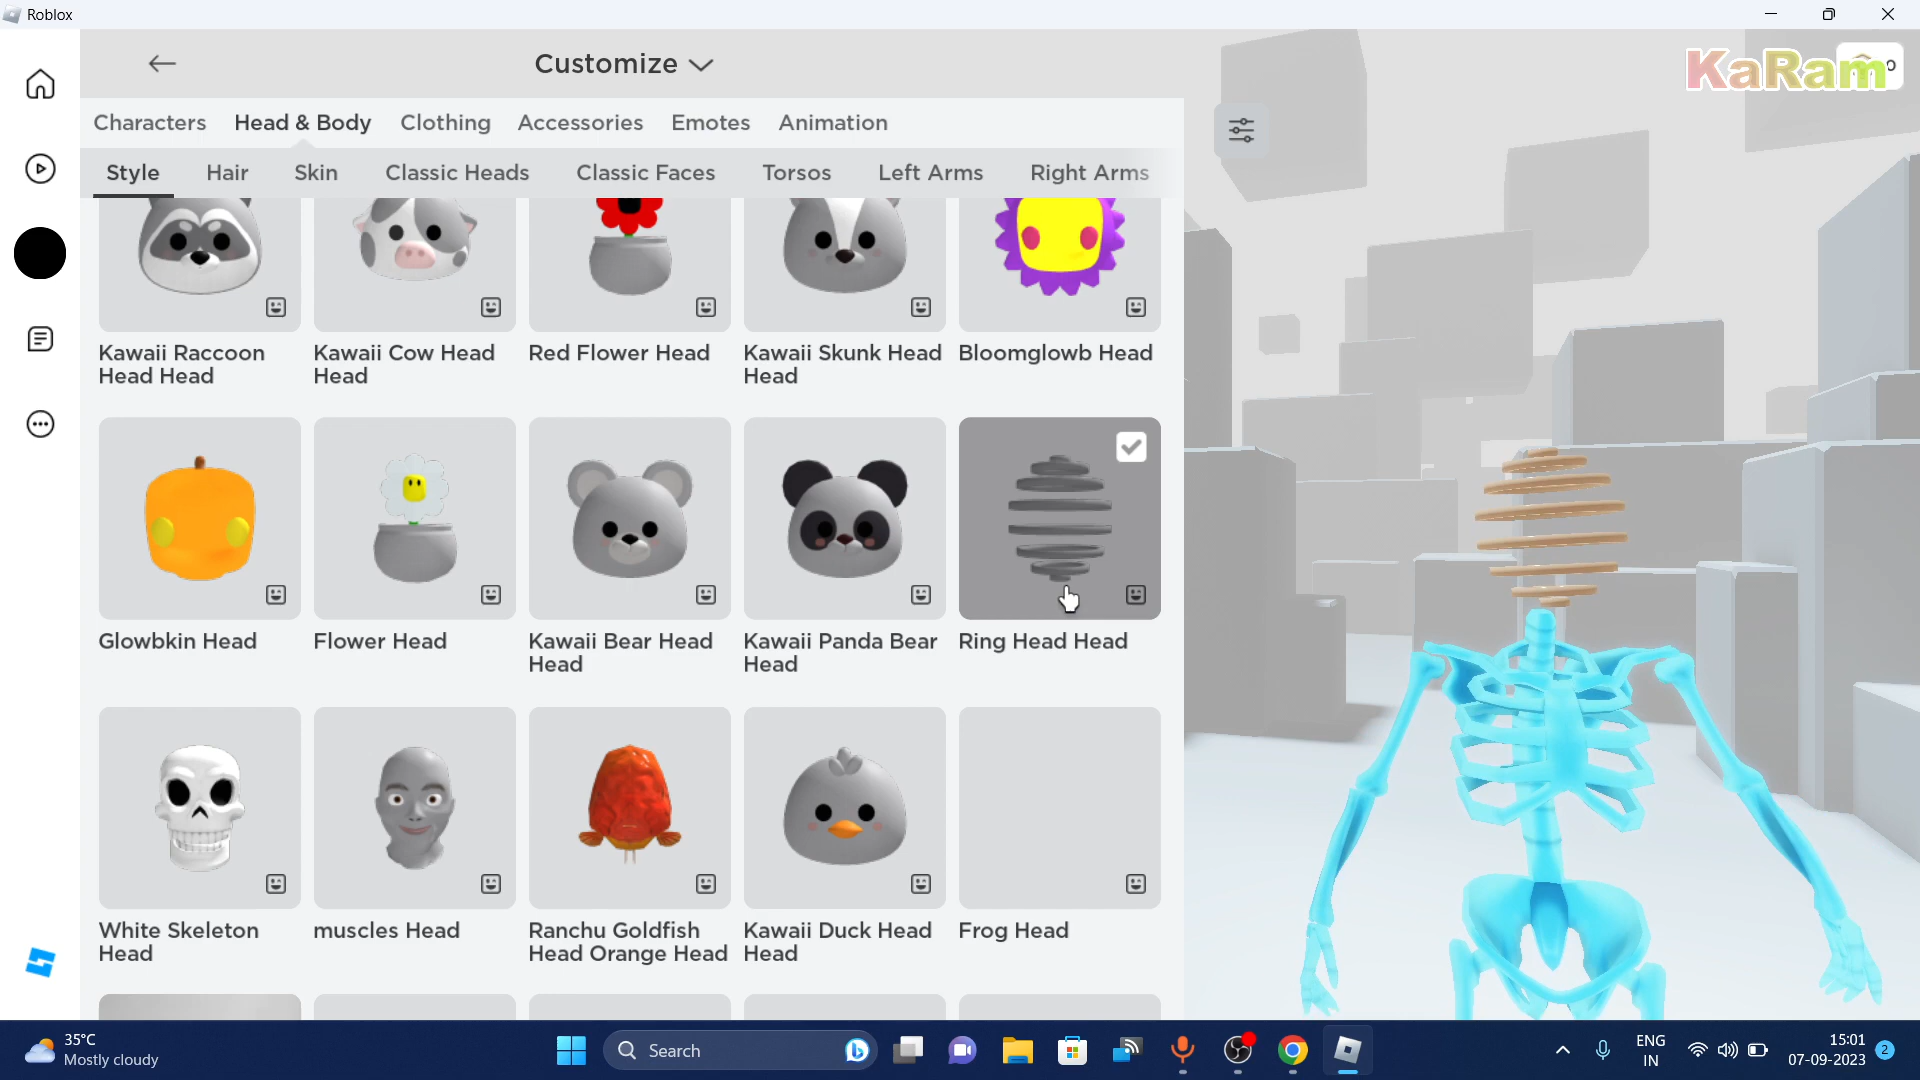 Roblox
Customize
KaRam
0
Characters Head & Body Clothing Accessories Emotes Animation
Style Hair Skin Classic Heads Classic Faces Torsos Left Arms Right Arms
Kawaii Raccoon
Head Head
Kawaii Cow Head
Head
Red Flower Head
Kawaii Skunk Head
Head
Bloomglowb Head
Glowbkin Head
Flower Head
Kawaii Bear Head
Head
Kawaii Panda Bear
Head
Ring Head Head
White Skeleton
Head
muscles Head
Ranchu Goldfish
Head Orange Head
Kawaii Duck Head
Head
Frog Head
35°C
Mostly cloudy
Search
ENG
IN
15:01
07-09-2023
2